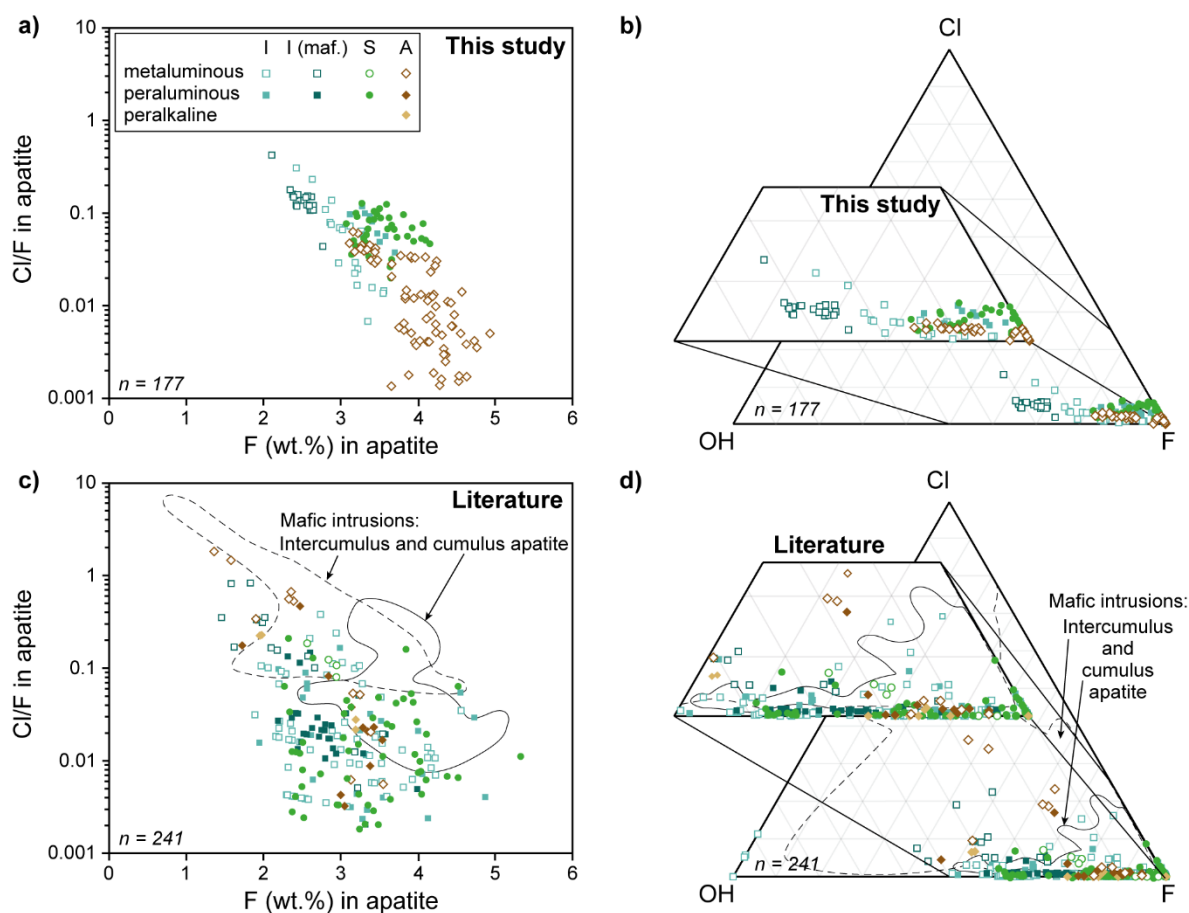 a)
This study
I I (maf.) S A
metaluminous
peraluminous
peralkaline
10
1
0.1
0.01
0.001
Cl/F in apatite
n = 177
0 1 2 3 4 5 6
F (wt.%) in apatite
b)
Cl
This study
n = 177
OH
F
c)
Literature
Mafic intrusions:
Intercumulus and cumulus apatite
10
1
0.1
0.01
0.001
Cl/F in apatite
n = 241
0 1 2 3 4 5 6
F (wt.%) in apatite
d)
Cl
Literature
Mafic intrusions:
Intercumulus
and
cumulus
apatite
n = 241
OH
F